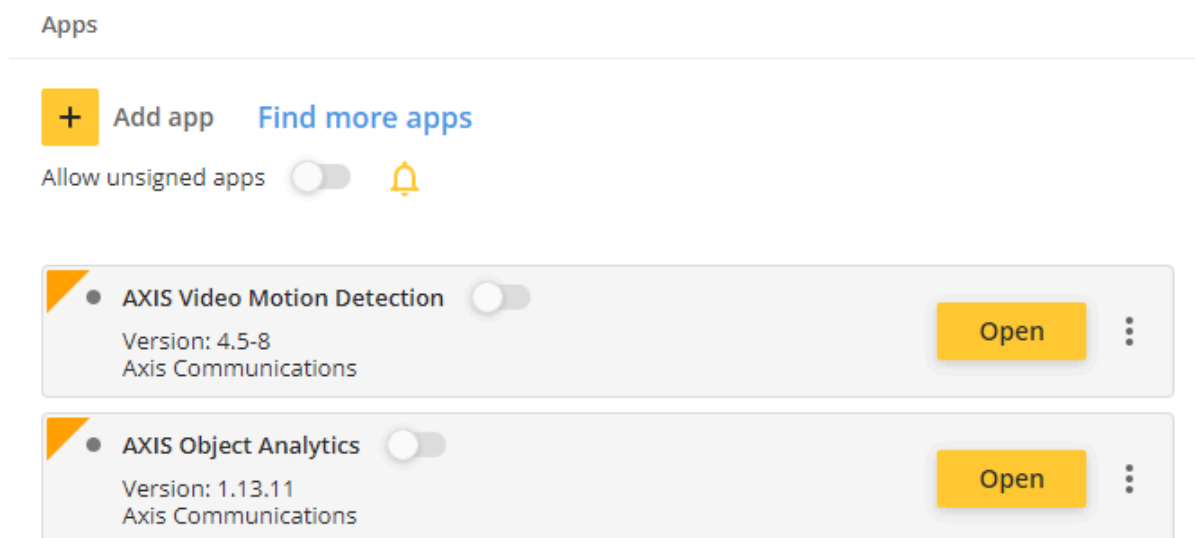 Apps
+ Add app Find more apps
Allow unsigned apps
AXIS Video Motion Detection
Version: 4.5-8
Axis Communications
Open
AXIS Object Analytics
Version: 1.13.11
Axis Communications
Open